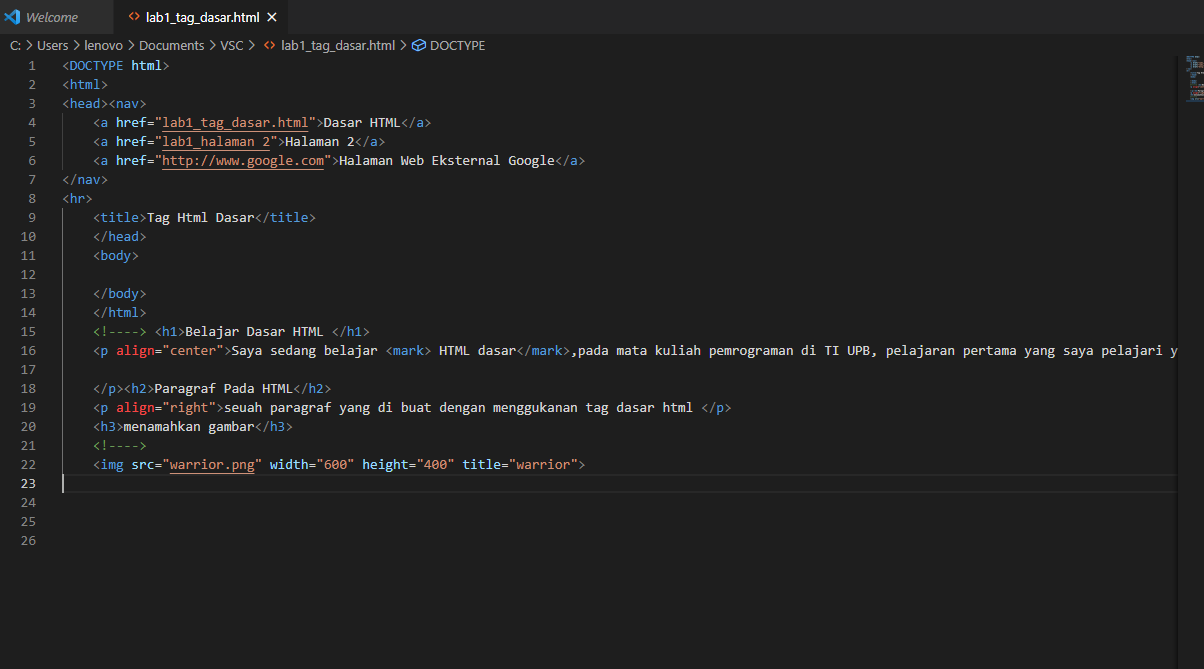 Welcome lab1_tag_dasar.html
C: > Users > lenovo > Documents > VSC > lab1_tag_dasar.html > DOCTYPE
1 <DOCTYPE html>
2 <html>
3 <head><nav>
4 <a href="lab1_tag_dasar.html">Dasar HTML</a>
5 <a href="lab1_halaman 2">Halaman 2</a>
6 <a href="http://www.google.com">Halaman Web Eksternal Google</a>
7 </nav>
8 <hr>
9 <title>Tag Html Dasar</title>
10 </head>
11 <body>
12
13 </body>
14 </html>
15 <!----> <h1>Belajar Dasar HTML </h1>
16 <p align="center">Saya sedang belajar <mark> HTML dasar</mark>,pada mata kuliah pemrograman di TI UPB, pelajaran pertama yang saya pelajari y
17
18 </p><h2>Paragraf Pada HTML</h2>
19 <p align="right">seuah paragraf yang di buat dengan menggukanan tag dasar html </p>
20 <h3>menamahkan gambar</h3>
21 <!---->
22 <img src="warrior.png" width="600" height="400" title="warrior">
23
24
25
26